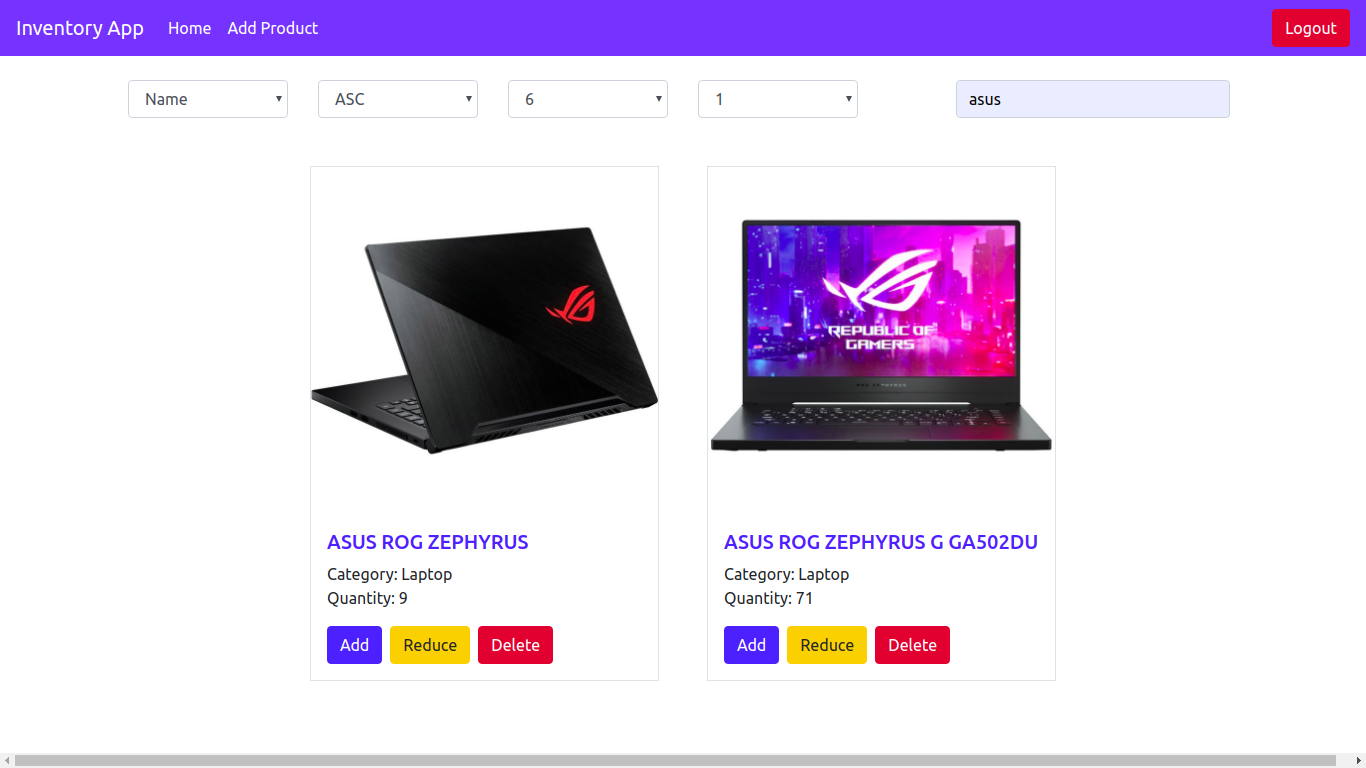 Inventory App Home Add Product Logout
Name ASC 6 1 asus
REPUBLIC OF
GAMERS
ASUS ROG ZEPHYRUS
Category: Laptop
Quantity: 9
Add Reduce Delete
ASUS ROG ZEPHYRUS G GA502DU
Category: Laptop
Quantity: 71
Add Reduce Delete